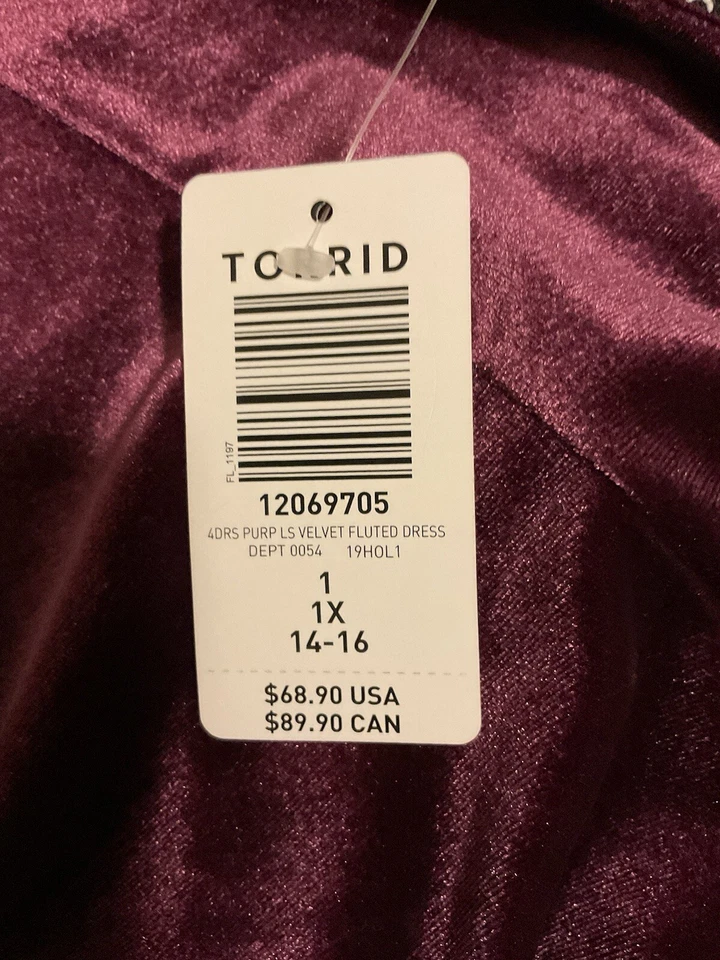 TORRID
FL_1197
12069705
4DRS PURP LS VELVET FLUTED DRESS
DEPT 0054 19HOL1
1
1X
14-16
$68.90 USA
$89.90 CAN